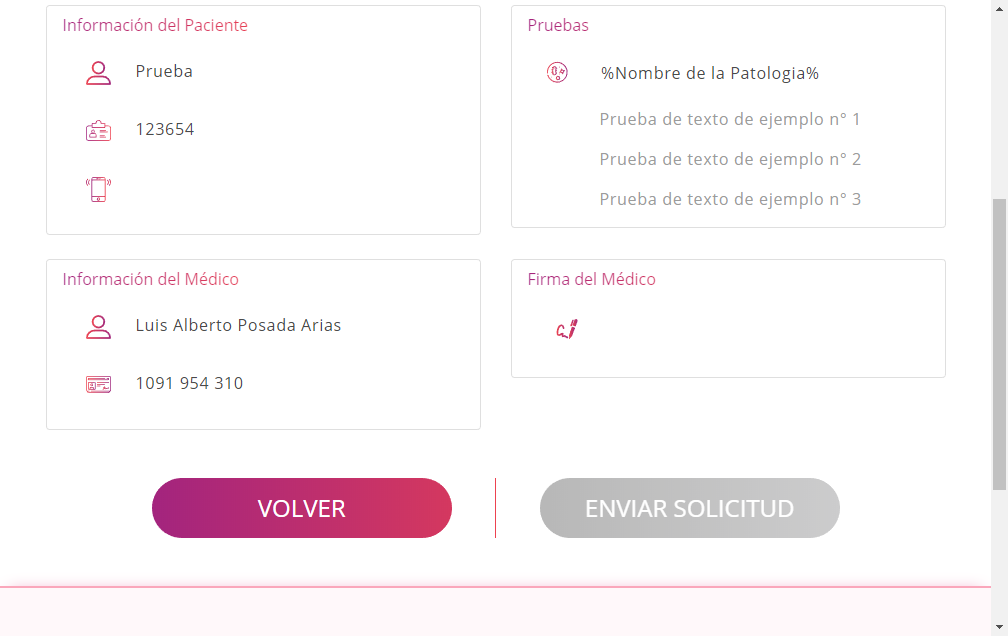 Información del Paciente
Prueba
123654
Pruebas
%Nombre de la Patologia%
Prueba de texto de ejemplo n° 1
Prueba de texto de ejemplo n° 2
Prueba de texto de ejemplo n° 3
Información del Médico
Luis Alberto Posada Arias
1091 954 310
Firma del Médico
VOLVER
ENVIAR SOLICITUD